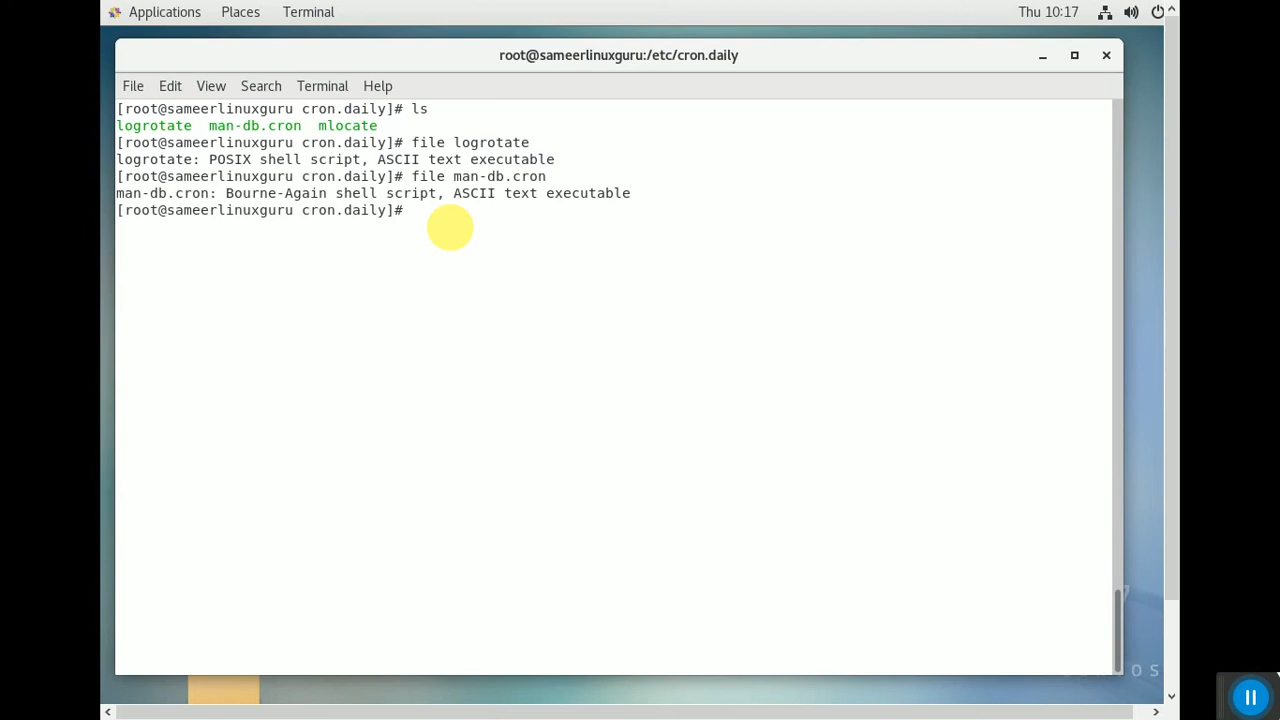 Applications Places Terminal Thu 10:17
root@sameerlinuxguru:/etc/cron.daily
File Edit View Search Terminal Help
[root@sameerlinuxguru cron.daily]# ls
logrotate man-db.cron mlocate
[root@sameerlinuxguru cron.daily]# file logrotate
logrotate: POSIX shell script, ASCII text executable
[root@sameerlinuxguru cron.daily]# file man-db.cron
man-db.cron: Bourne-Again shell script, ASCII text executable
[root@sameerlinuxguru cron.daily]#
7
O S